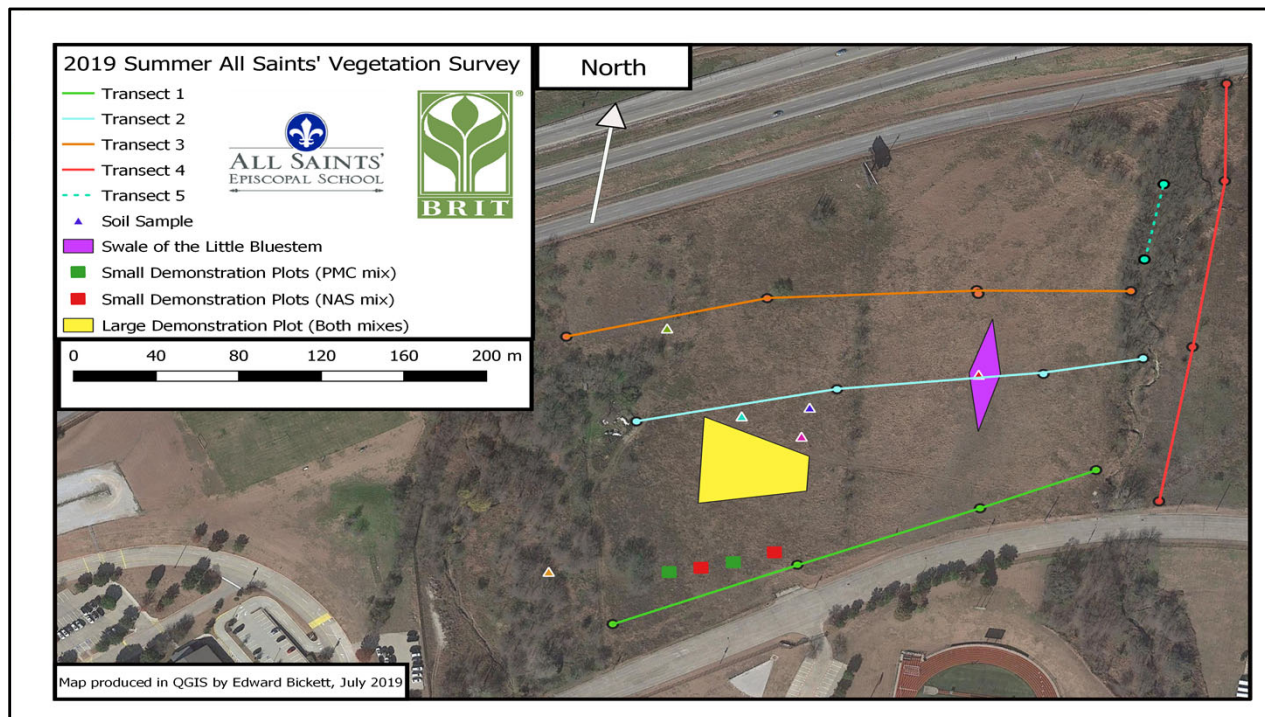 2019 Summer All Saints' Vegetation Survey
Transect 1
Transect 2
Transect 3
Transect 4
Transect 5
Soil Sample
Swale of the Little Bluestem
Small Demonstration Plots (PMC mix)
Small Demonstration Plots (NAS mix)
Large Demonstration Plot (Both mixes)
ALL SAINTS'
EPISCOPAL SCHOOL
BRIT
®
0 40 80 120 160 200 m
North
Map produced in QGIS by Edward Bickett, July 2019